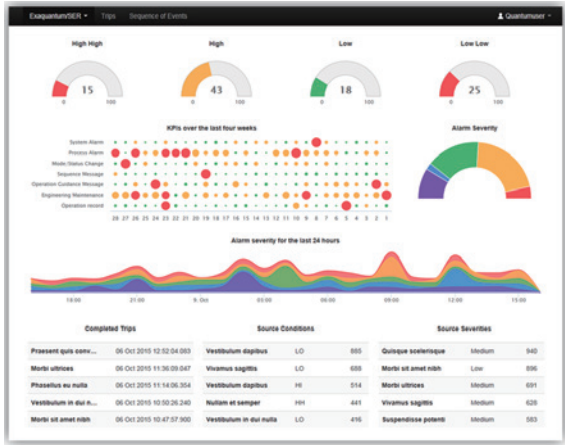 Exaquantum/SER Trips Sequence of Events Quantumuser
High High High Low Low Low
15 43 18 25
0 100 0 100 0 100 0 100
KPIs over the last four weeks Alarm Severity
System Alarm
Process Alarm
Mode/Status Change
Sequence Message
Operation Guidance Message
Engineering Maintenance
Operation record
28 27 26 25 24 23 22 21 20 19 18 17 16 15 14 13 12 11 10 9 8 7 6 5 4 3 2 1
Alarm severity for the last 24 hours
18:00 21:00 9. Oct 03:00 06:00 09:00 12:00 15:00
Completed Trips Source Conditions Source Severities
Praesent quis conv... 06 Oct 2015 12:52:04.083 Vestibulum dapibus LO 885 Quisque scelerisque Medium 940
Morbi ultrices 06 Oct 2015 11:36:09.047 Vivamus sagittis LO 688 Morbi sit amet nibh Low 896
Phasellus eu nulla 06 Oct 2015 11:14:06.354 Vestibulum dapibus HI 514 Morbi ultrices Medium 691
Vestibulum in dui n... 06 Oct 2015 10:50:26.240 Nullam et semper HH 441 Vivamus sagittis Medium 628
Morbi sit amet nibh 06 Oct 2015 10:47:57.900 Vestibulum in dui nulla LO 416 Suspendisse potenti Medium 583